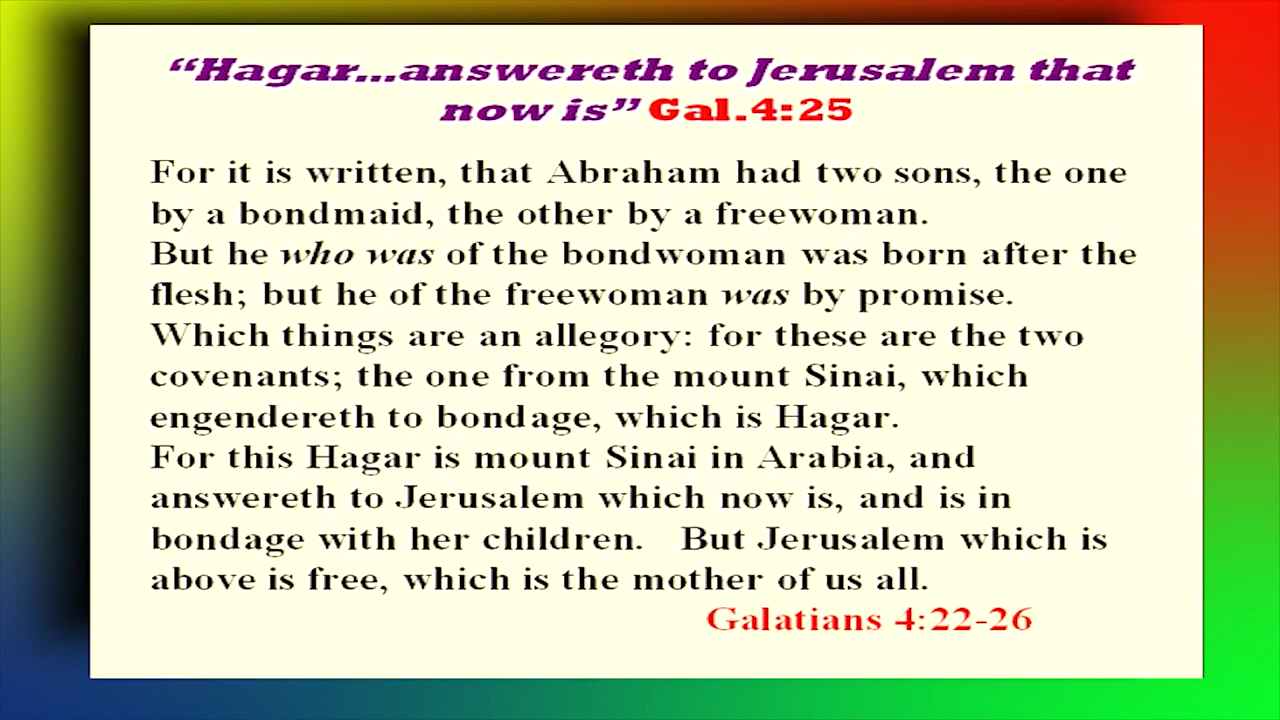 “Hagar...answereth to Jerusalem that
now is” Gal.4:25
For it is written, that Abraham had two sons, the one
by a bondmaid, the other by a freewoman.
But he who was of the bondwoman was born after the
flesh; but he of the freewoman was by promise.
Which things are an allegory: for these are the two
covenants; the one from the mount Sinai, which
engendereth to bondage, which is Hagar.
For this Hagar is mount Sinai in Arabia, and
answereth to Jerusalem which now is, and is in
bondage with her children.   But Jerusalem which is
above is free, which is the mother of us all.
Galatians 4:22-26